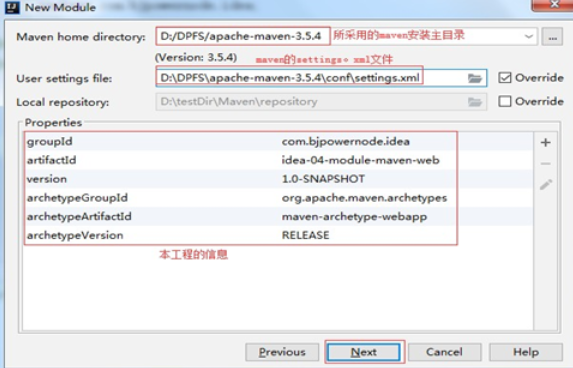 New Module
Maven home directory: D:/DPFS/apache-maven-3.5.4 所采用的maven安装主目录 ...
(Version: 3.5.4) maven的settings。xml文件
User settings file: D:\DPFS\apache-maven-3.5.4\conf\settings.xml Override
Local repository: D:\testDir\Maven\repository Override
Properties
groupId com.bjpowernode.idea
artifactId idea-04-module-maven-web
version 1.0-SNAPSHOT
archetypeGroupId org.apache.maven.archetypes
archetypeArtifactId maven-archetype-webapp
archetypeVersion RELEASE
本工程的信息
Previous Next Cancel Help